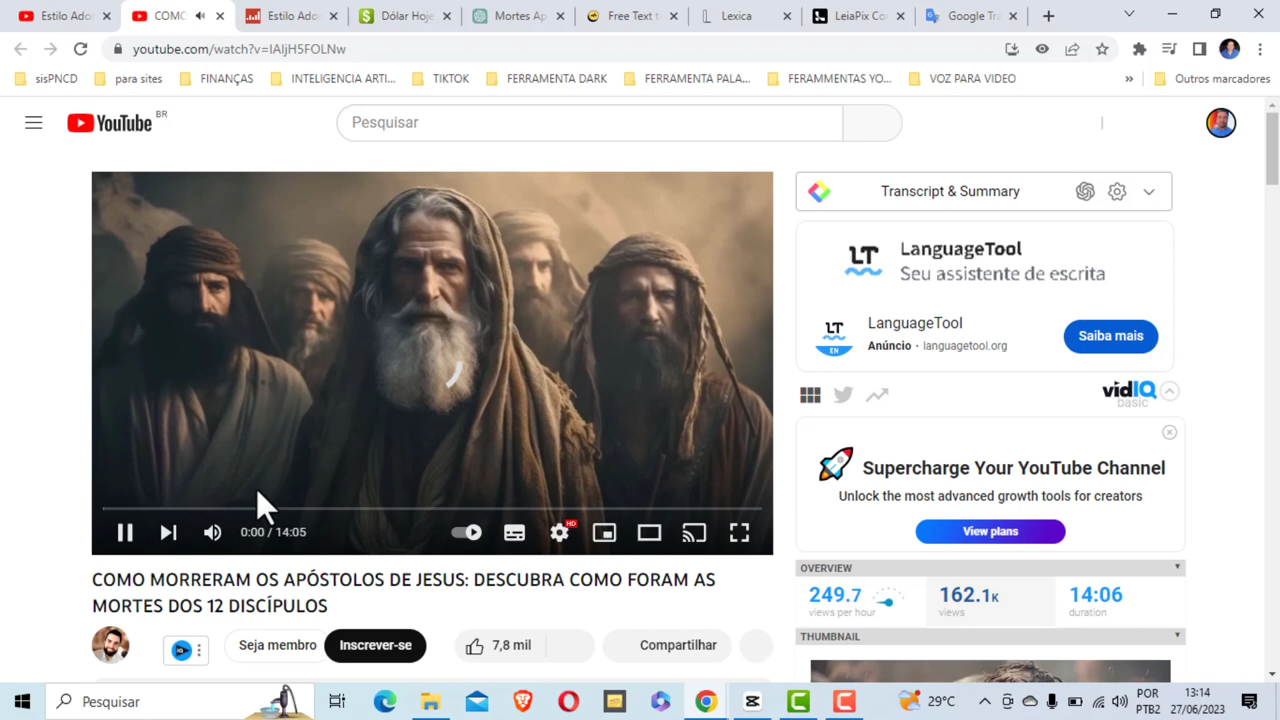 Estilo Ado
COMO
Estilo Ado
Dólar Hoje
Mortes Ap
Free Text t
Lexica
LeiaPix Co
Google Tra
youtube.com/watch?v=lAIjH5FOLNw
sisPNCD
para sites
FINANÇAS
INTELIGENCIA ARTI...
TIKTOK
FERRAMENTA DARK
FERRAMENTA PALA...
FERAMMENTAS YO...
VOZ PARA VIDEO
»
Outros marcadores
YouTube BR
Pesquisar
Transcript & Summary
LT LanguageTool
Seu assistente de escrita
LT
EN
LanguageTool
Anúncio · languagetool.org
Saiba mais
vidIQ
basic
Supercharge Your YouTube Channel
Unlock the most advanced growth tools for creators
View plans
HD
0:00 / 14:05
COMO MORRERAM OS APÓSTOLOS DE JESUS: DESCUBRA COMO FORAM AS
MORTES DOS 12 DISCÍPULOS
Seja membro
Inscrever-se
7,8 mil
Compartilhar
OVERVIEW
249.7
views per hour
162.1K
views
14:06
duration
THUMBNAIL
Pesquisar
29°C
POR
PTB2
13:14
27/06/2023